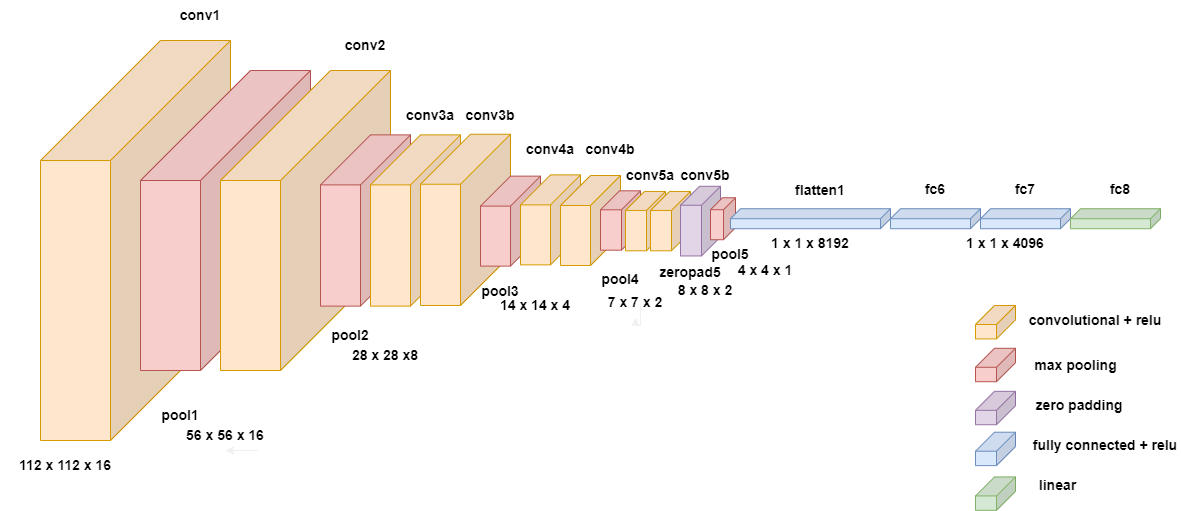 conv1
conv2
conv3a conv3b
conv4a conv4b
conv5a conv5b
flatten1 fc6 fc7 fc8
1 x 1 x 8192 1 x 1 x 4096
pool5
4 x 4 x 1
zeropad5
8 x 8 x 2
pool4
7 x 7 x 2
pool3
14 x 14 x 4
pool2
28 x 28 x8
pool1
56 x 56 x 16
112 x 112 x 16
convolutional + relu
max pooling
zero padding
fully connected + relu
linear